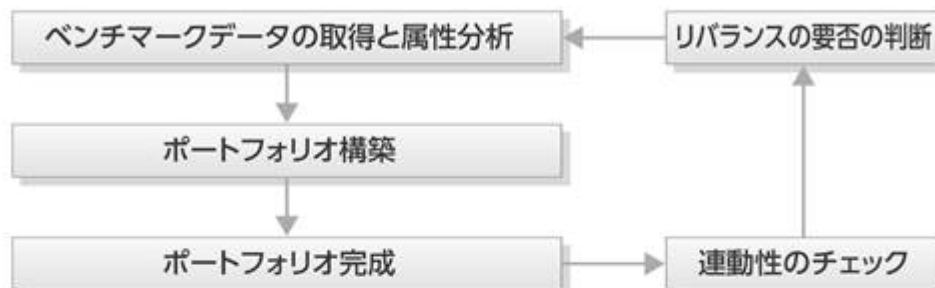 ベンチマークデータの取得と属性分析
リバランスの要否の判断
ポートフォリオ構築
ポートフォリオ完成
連動性のチェック